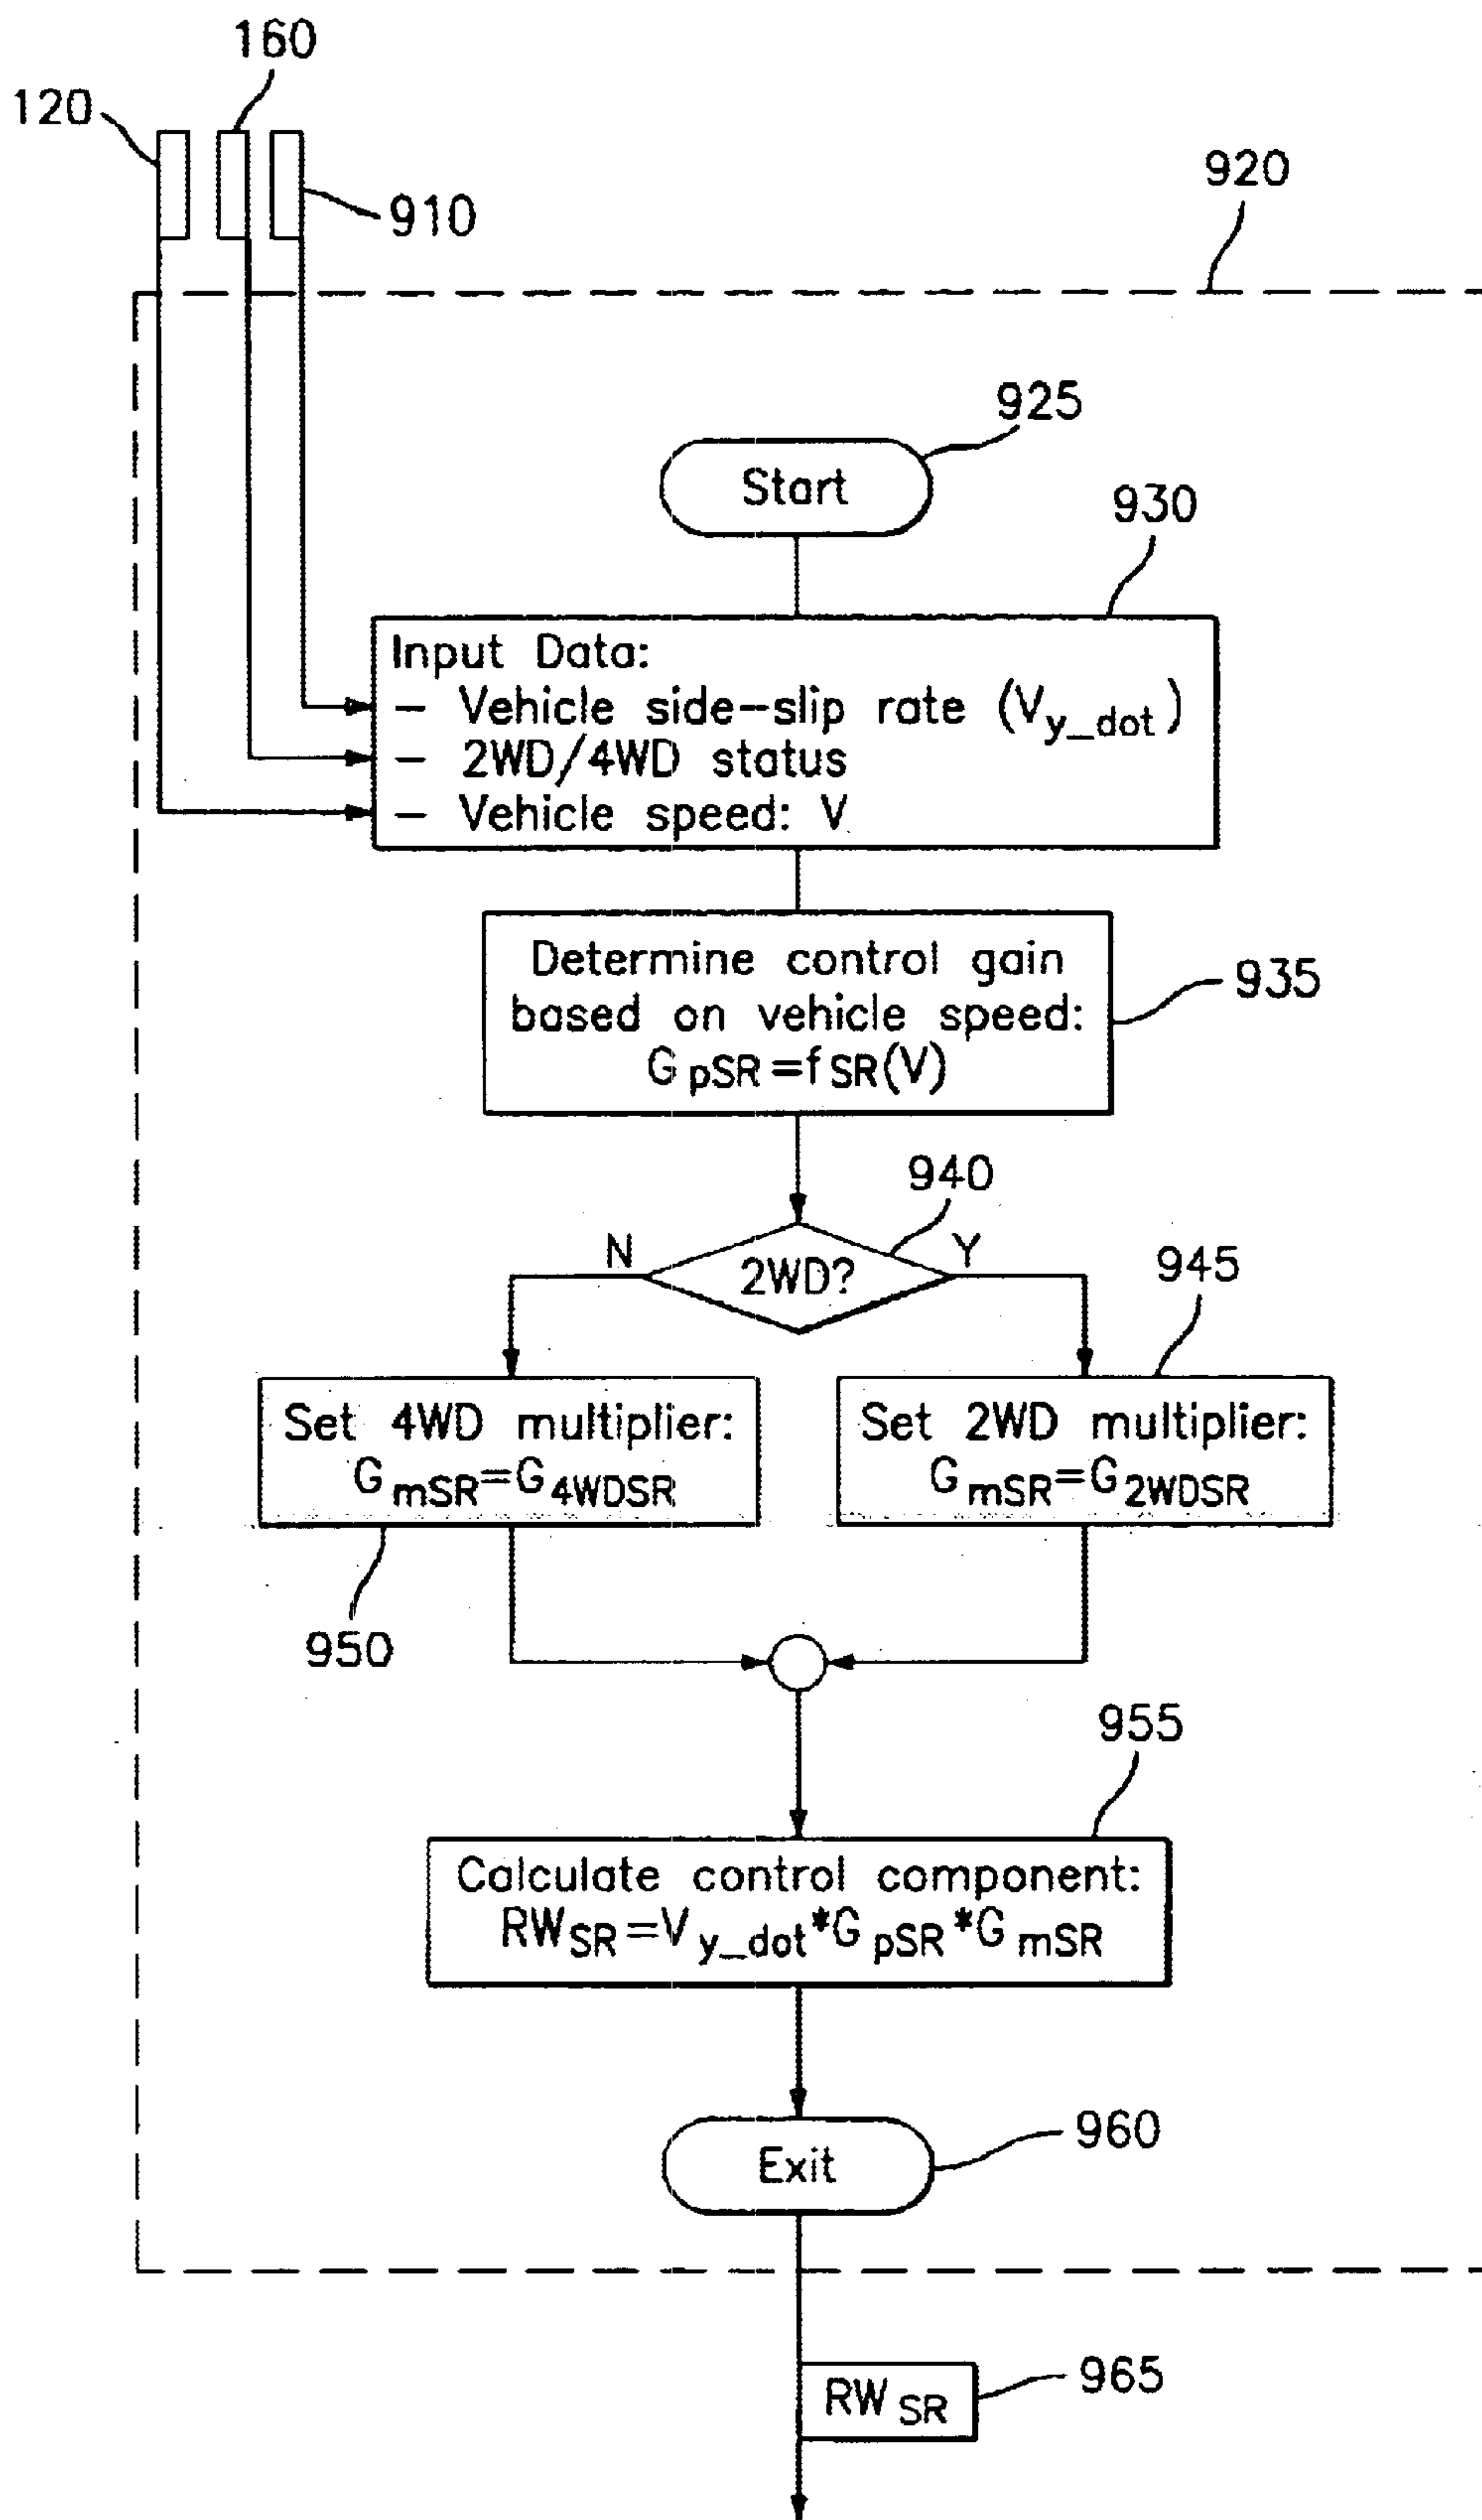 160
120
910
920
925
Start
930
Input Data:
– Vehicle side–slip rate (Vy_dot)
– 2WD/4WD status
– Vehicle speed: V
Determine control gain
based on vehicle speed:
GpSR=fSR(V)
935
940
N
Y
2WD?
945
Set 4WD multiplier:
GmSR=G4WDSR
Set 2WD multiplier:
GmSR=G2WDSR
950
955
Calculate control component:
RWSR=Vy_dot*GpSR*GmSR
960
Exit
965
RWSR